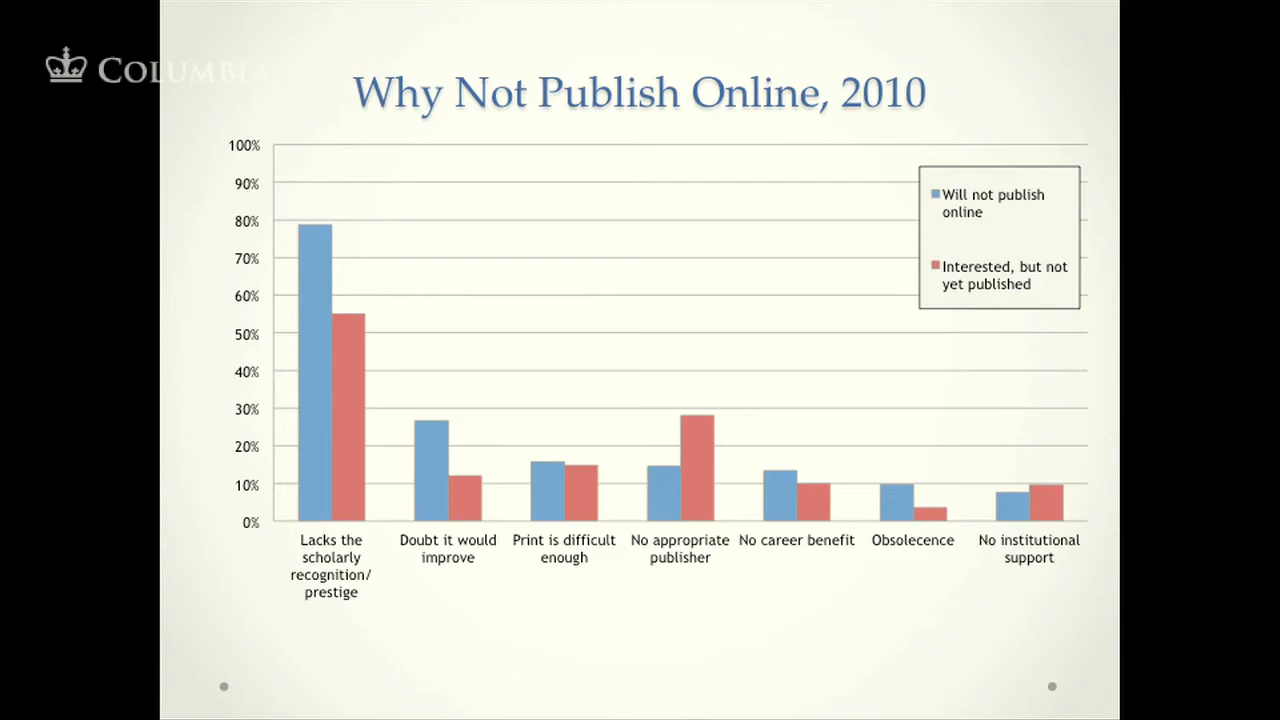 COLUMBIA
Why Not Publish Online, 2010
100%
90%
80%
70%
60%
50%
40%
30%
20%
10%
0%
Will not publish
online
Interested, but not
yet published
Lacks the
scholarly
recognition/
prestige
Doubt it would
improve
Print is difficult
enough
No appropriate
publisher
No career benefit
Obsolecence
No institutional
support